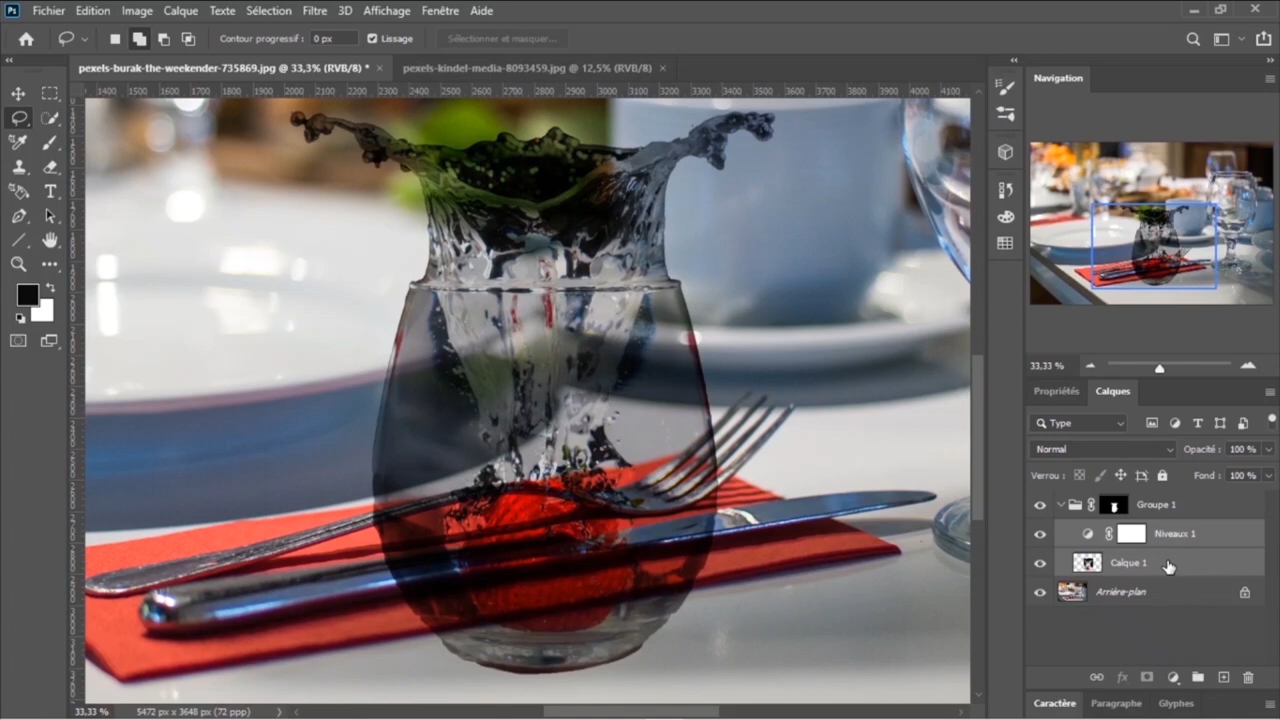 Ps Fichier Edition Image Calque Texte Sélection Filtre 3D Affichage Fenêtre Aide
Contour progressif : 0 px Lissage Sélectionner et masquer...
pexels-burak-the-weekender-735869.jpg @ 33,3% (RVB/8) * × pexels-kindel-media-8093459.jpg @ 12,5% (RVB/8) ×
1400 1500 1600 1700 1800 1900 2000 2100 2200 2300 2400 2500 2600 2700 2800 2900 3000 3100 3200 3300 3400 3500 3600 3700 3800 3900 4000 4100
Navigation
33,33 %
Propriétés Calques
Type
Normal Opacité : 100 %
Verrou : Fond : 100 %
Groupe 1
Niveaux 1
Calque 1
Arrière-plan
fx
33,33 % 5472 px x 3648 px (72 ppp)
Caractère Paragraphe Glyphes